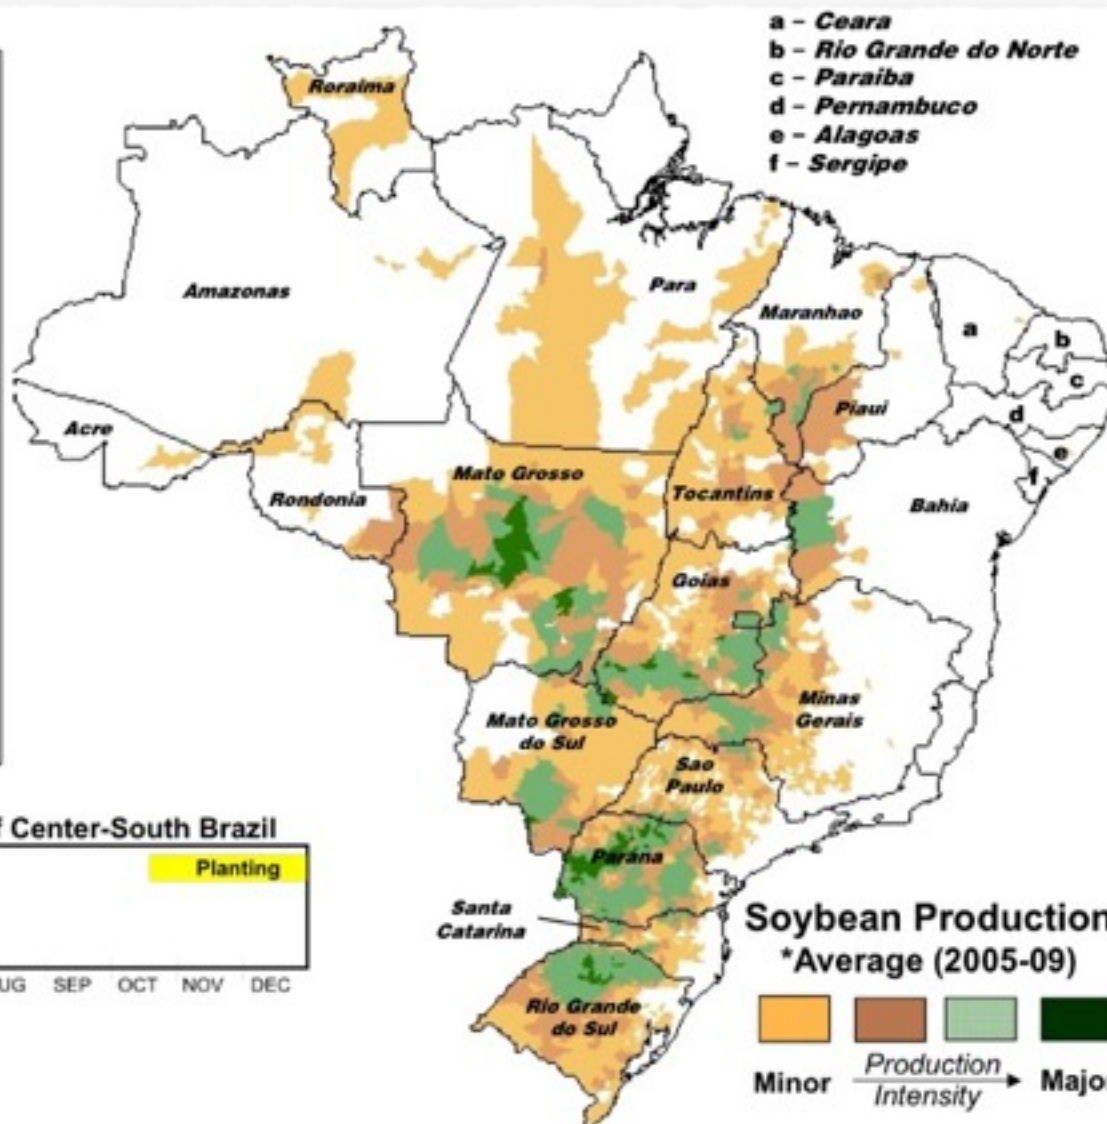 a – Ceara
b – Rio Grande do Norte
c – Paraiba
d – Pernambuco
e – Alagoas
f – Sergipe
Roraima
Amazonas
Para
Maranhao
a
b
c
d
e
f
Piaui
Acre
Rondonia
Mato Grosso
Tocantins
Bahia
Goias
Mato Grosso
do Sul
Minas
Gerais
Sao
Paulo
Parana
Santa
Catarina
Rio Grande
do Sul
f Center-South Brazil
Planting
UG SEP OCT NOV DEC
Soybean Production
*Average (2005-09)
Minor
Production
Intensity
Major